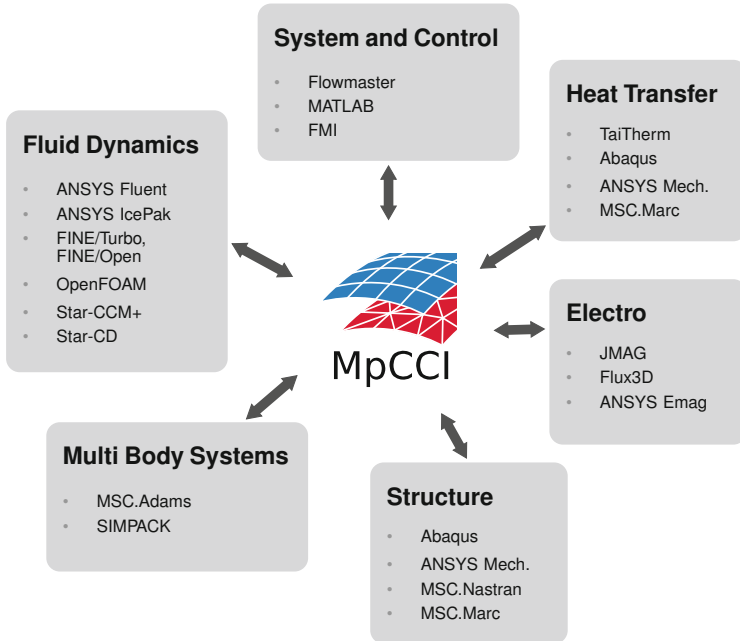 System and Control
• Flowmaster
• MATLAB
• FMI
Heat Transfer
• TaiTherm
• Abaqus
• ANSYS Mech.
• MSC.Marc
Fluid Dynamics
• ANSYS Fluent
• ANSYS IcePak
• FINE/Turbo,
FINE/Open
• OpenFOAM
• Star-CCM+
• Star-CD
MpCCI
Electro
• JMAG
• Flux3D
• ANSYS Emag
Multi Body Systems
• MSC.Adams
• SIMPACK
Structure
• Abaqus
• ANSYS Mech.
• MSC.Nastran
• MSC.Marc